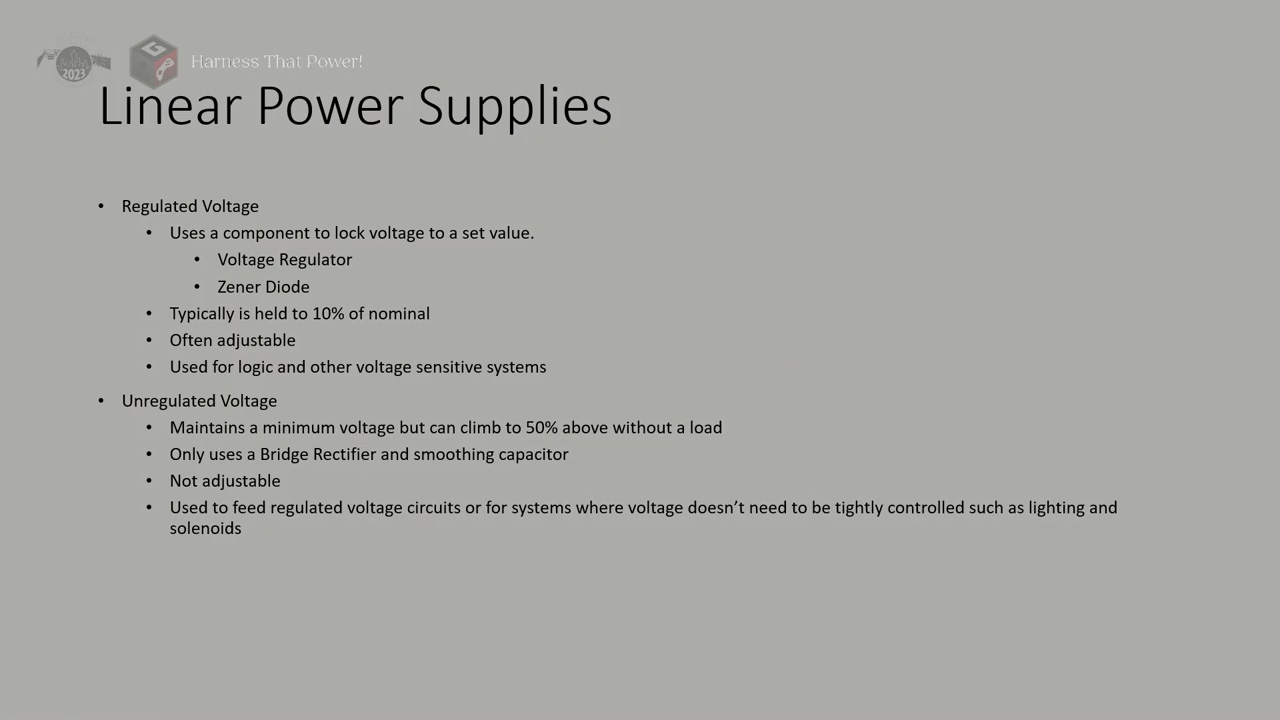 2023
Harness That Power!
Linear Power Supplies
• Regulated Voltage
• Uses a component to lock voltage to a set value.
• Voltage Regulator
• Zener Diode
• Typically is held to 10% of nominal
• Often adjustable
• Used for logic and other voltage sensitive systems
• Unregulated Voltage
• Maintains a minimum voltage but can climb to 50% above without a load
• Only uses a Bridge Rectifier and smoothing capacitor
• Not adjustable
• Used to feed regulated voltage circuits or for systems where voltage doesn’t need to be tightly controlled such as lighting and
solenoids